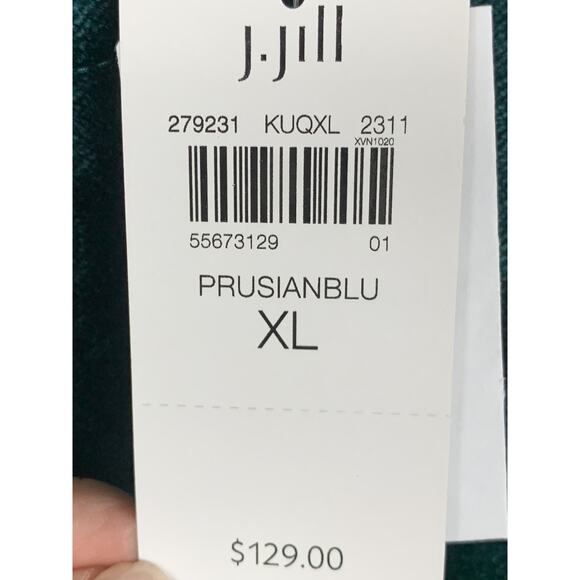 J.Jill
279231 KUQXL 2311
XVN1020
55673129 01
PRUSIANBLU
XL
$129.00